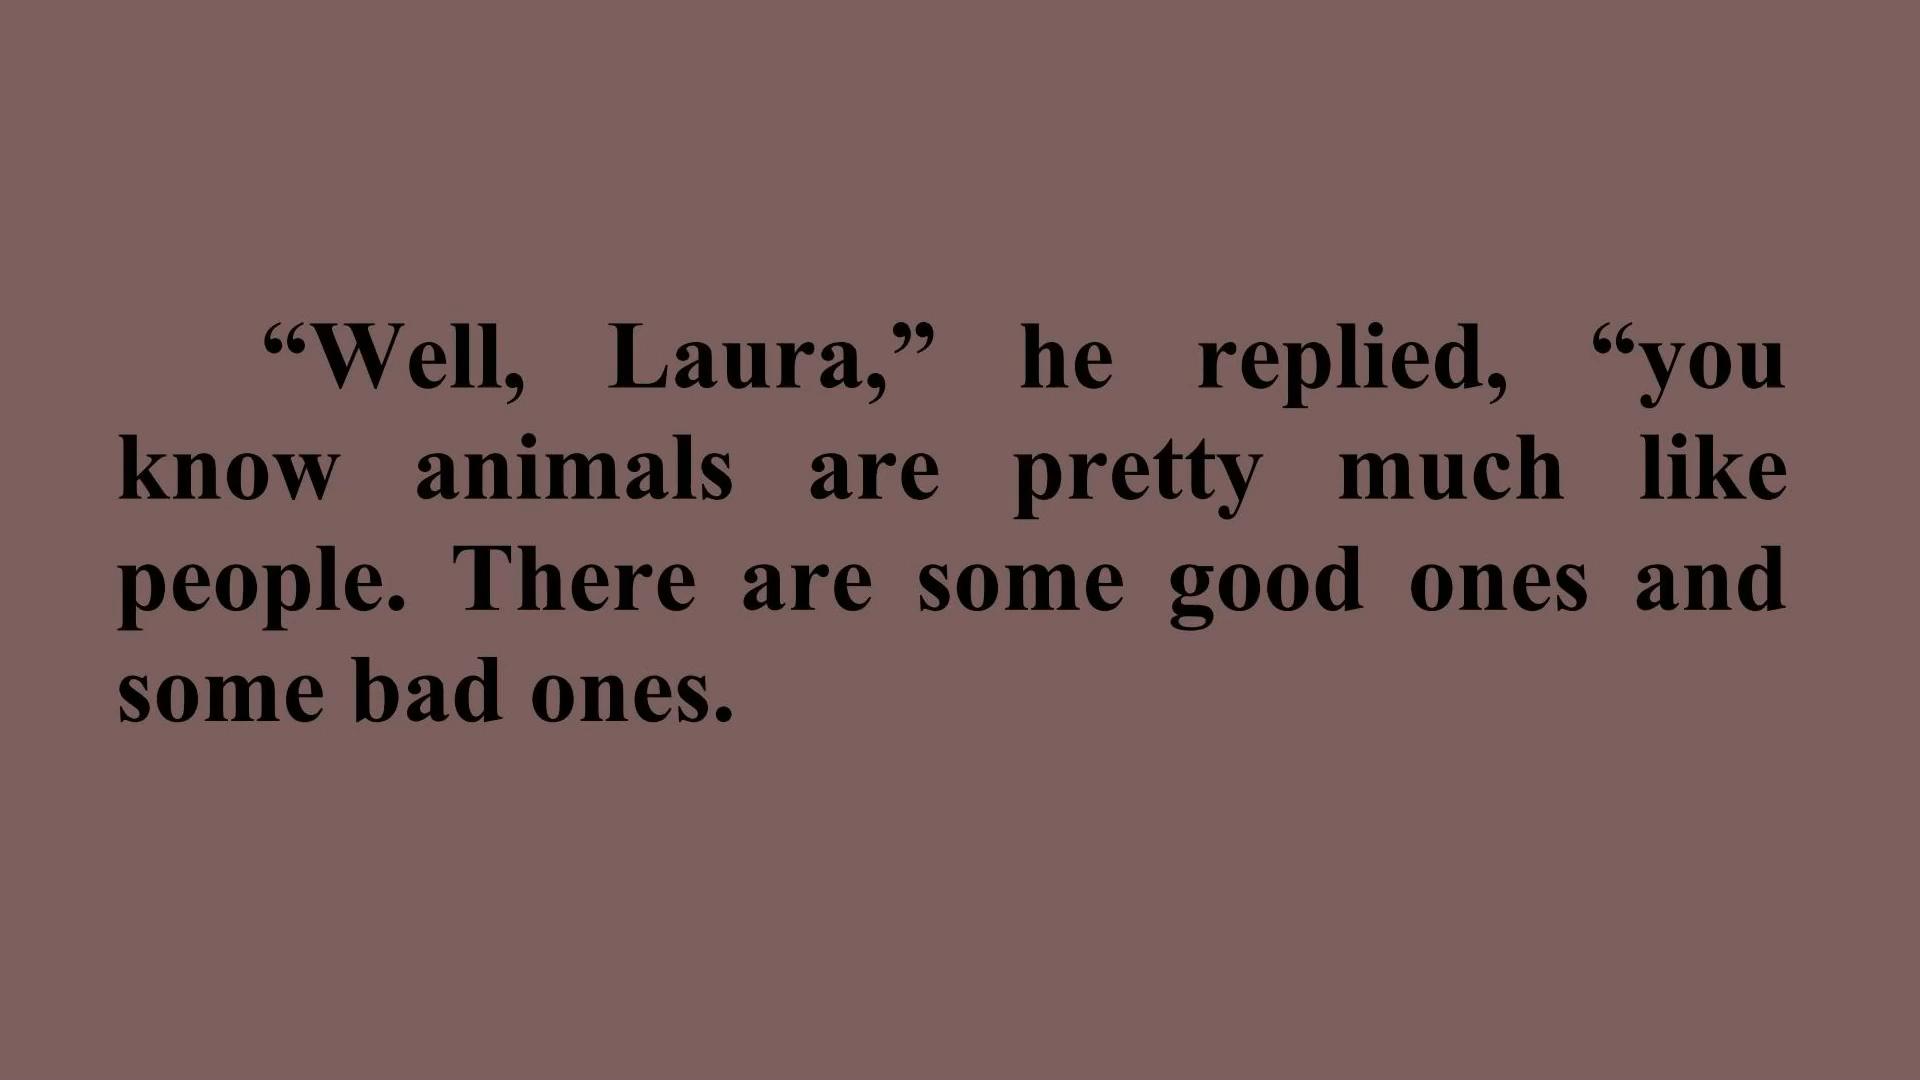 “Well, Laura,” he replied, “you
know animals are pretty much like
people. There are some good ones and
some bad ones.